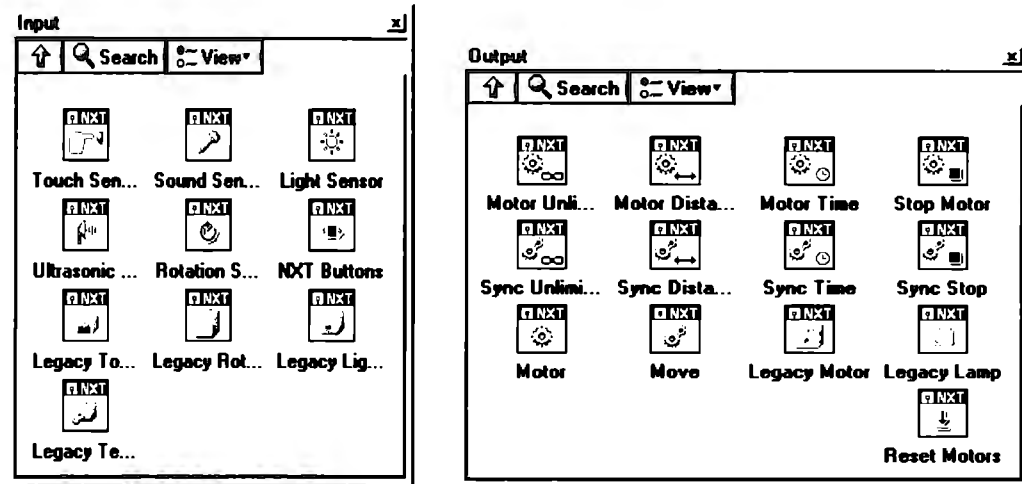 Input
Search View
NXT NXT NXT
Touch Sen... Sound Sen... Light Sensor
NXT NXT NXT
Ultrasonic ... Rotation S... NXT Buttons
NXT NXT NXT
Legacy To... Legacy Rot... Legacy Lig...
NXT
Legacy Te...
Output
Search View
NXT NXT NXT NXT
Motor Unli... Motor Dista... Motor Time Stop Motor
NXT NXT NXT NXT
Sync Unlimi... Sync Dista... Sync Time Sync Stop
NXT NXT NXT NXT
Motor Move Legacy Motor Legacy Lamp
NXT
Reset Motors